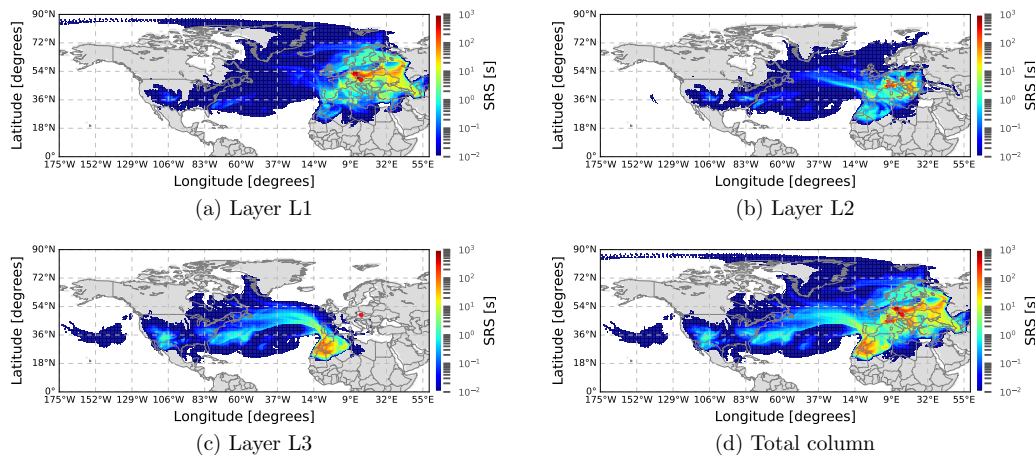 90°N
72°N
54°N
36°N
18°N
0°
175°W 152°W 129°W 106°W 83°W 60°W 37°W 14°W 9°E 32°E 55°E
Latitude [degrees]
Longitude [degrees]
10³
10²
10¹
10⁰
10⁻¹
10⁻²
SRS [s]
(a) Layer L1
90°N
72°N
54°N
36°N
18°N
0°
175°W 152°W 129°W 106°W 83°W 60°W 37°W 14°W 9°E 32°E 55°E
Latitude [degrees]
Longitude [degrees]
10³
10²
10¹
10⁰
10⁻¹
10⁻²
SRS [s]
(b) Layer L2
90°N
72°N
54°N
36°N
18°N
0°
175°W 152°W 129°W 106°W 83°W 60°W 37°W 14°W 9°E 32°E 55°E
Latitude [degrees]
Longitude [degrees]
10³
10²
10¹
10⁰
10⁻¹
10⁻²
SRS [s]
(c) Layer L3
90°N
72°N
54°N
36°N
18°N
0°
175°W 152°W 129°W 106°W 83°W 60°W 37°W 14°W 9°E 32°E 55°E
Latitude [degrees]
Longitude [degrees]
10³
10²
10¹
10⁰
10⁻¹
10⁻²
SRS [s]
(d) Total column